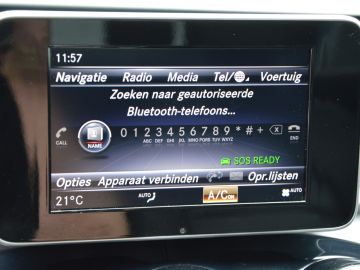 11:57
Navigatie Radio Media Tel/ Voertuig
Zoeken naar geautoriseerde
Bluetooth-telefoons...
CALL NAME 0 1 2 3 4 5 6 7 8 9 * # + END
ABC DEF GHI JKL MNO PQRS TUV WXYZ
SOS READY
Opties Apparaat verbinden Opr.lijsten
21°C AUTO A/C ON AUTO